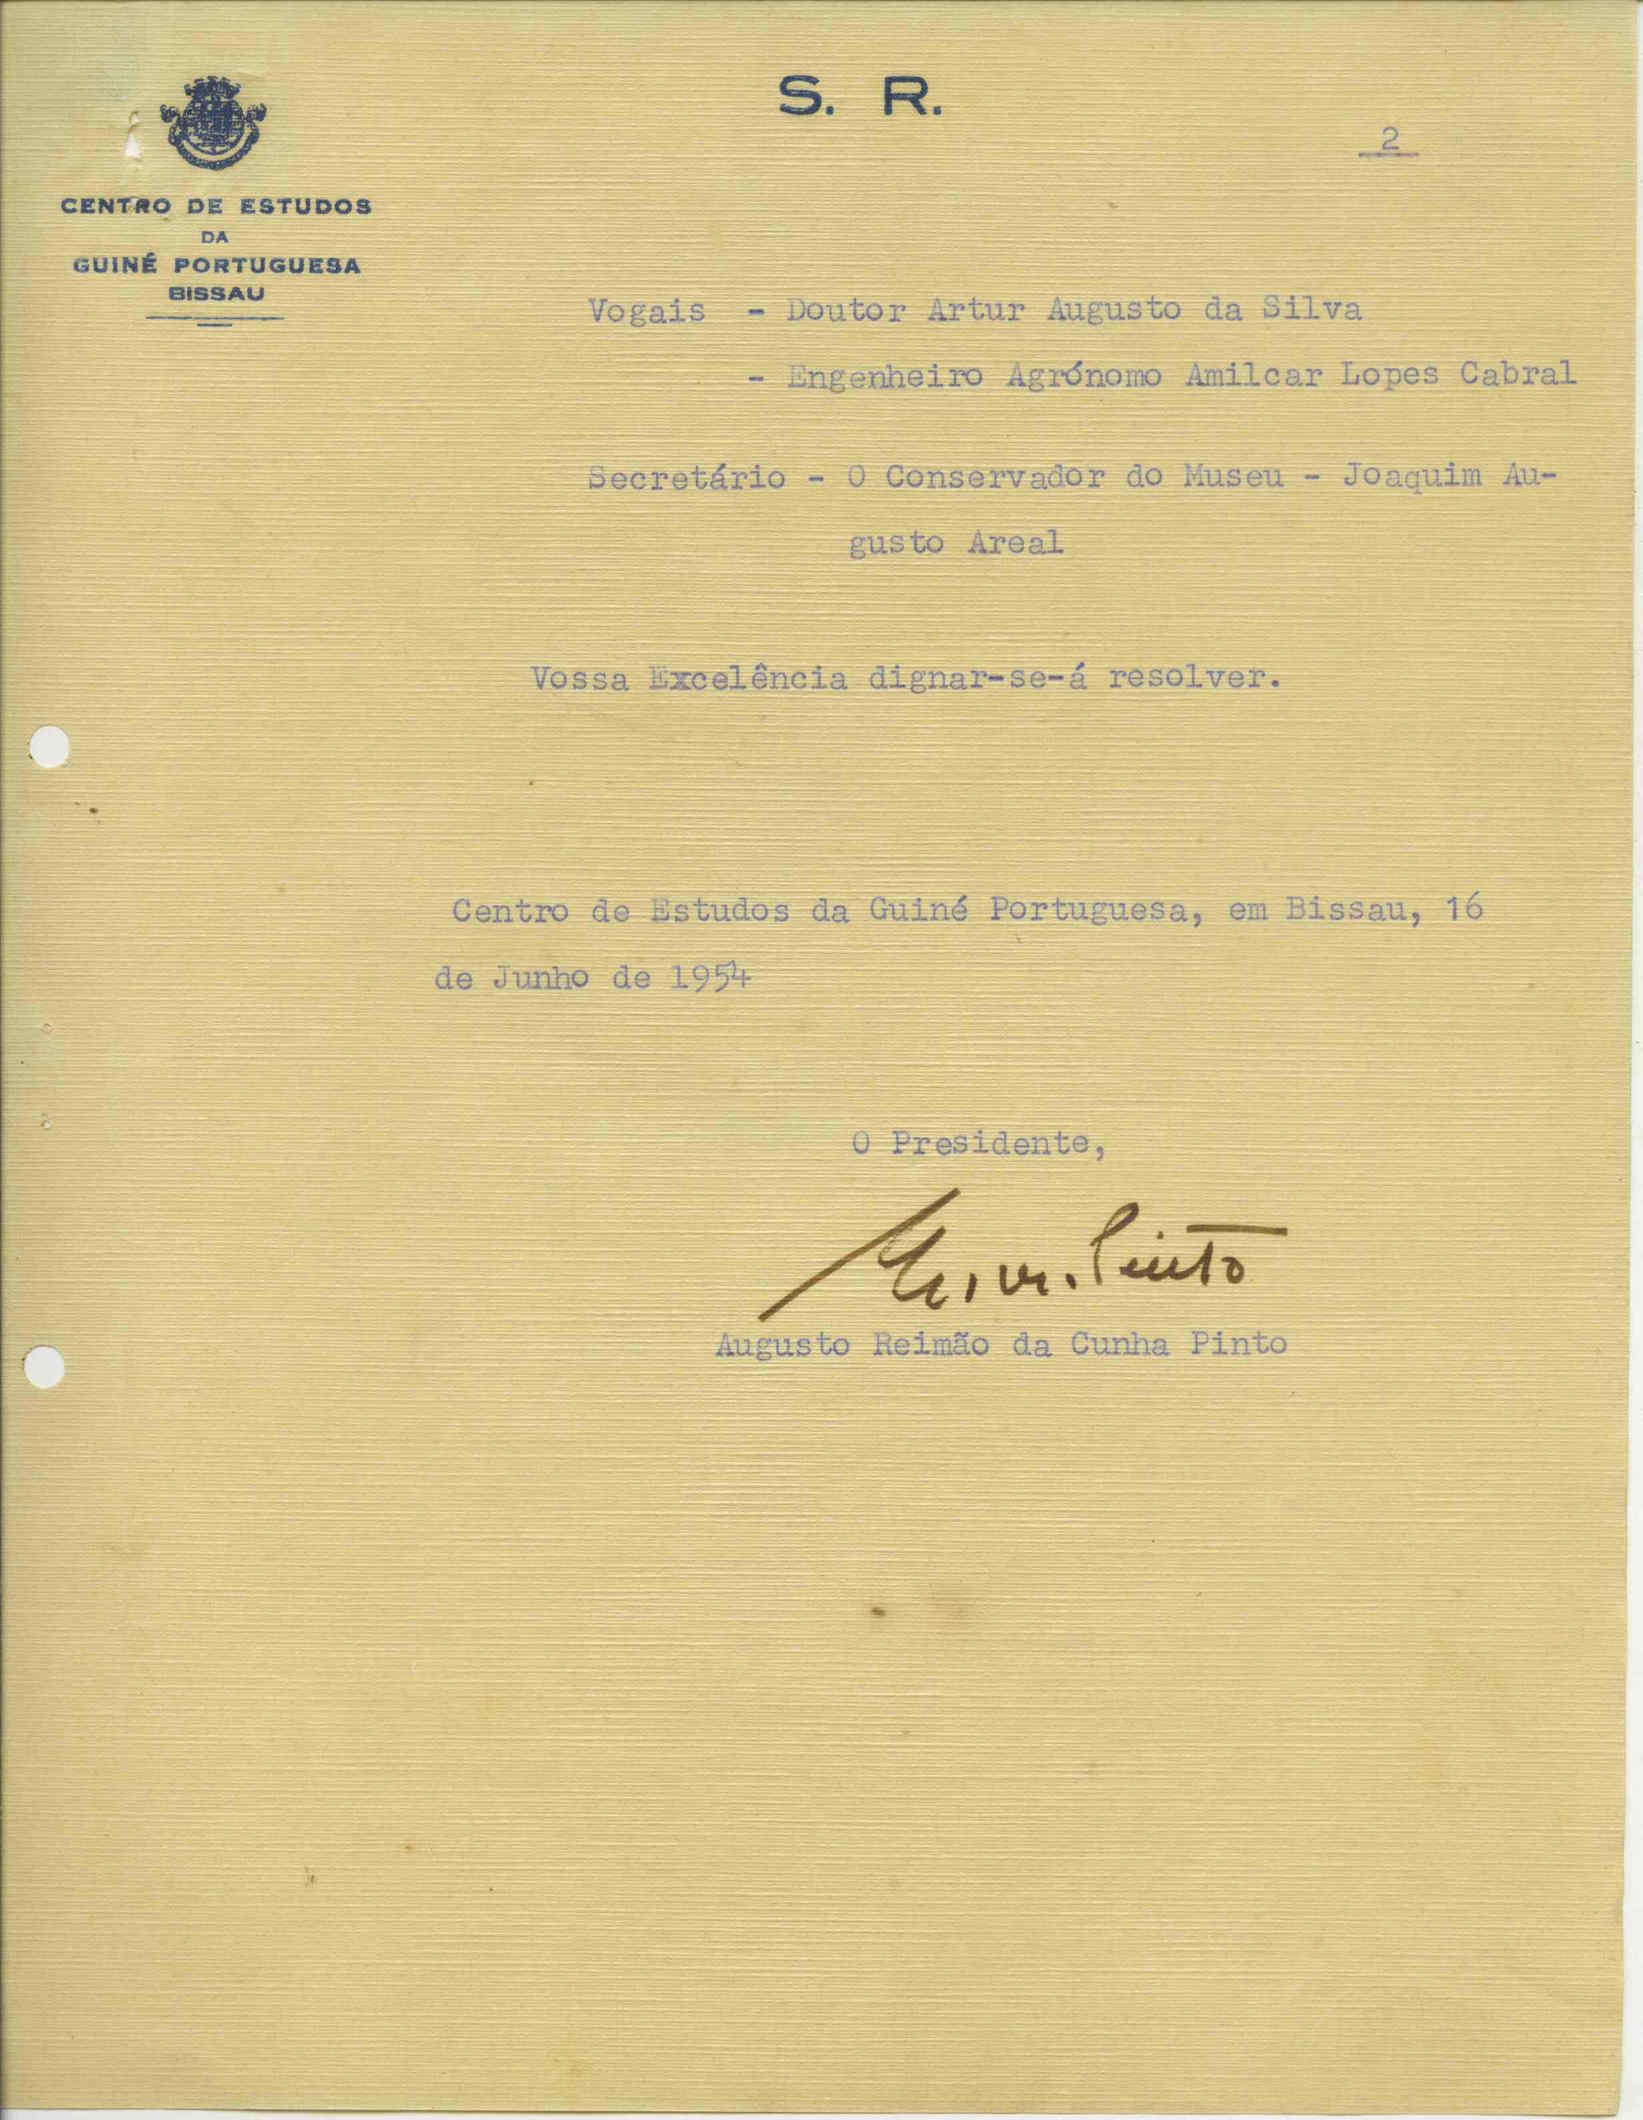 S. R.
2
CENTRO DE ESTUDOS
DA
GUINÉ PORTUGUESA
BISSAU
Vogais - Doutor Artur Augusto da Silva
- Engenheiro Agrónomo Amilcar Lopes Cabral
Secretário - O Conservador do Museu - Joaquim Au-
gusto Areal
Vossa Excelência dignar-se-á resolver.
Centro de Estudos da Guiné Portuguesa, em Bissau, 16
de Junho de 1954
O Presidente,
Pinto
Augusto Reimão da Cunha Pinto